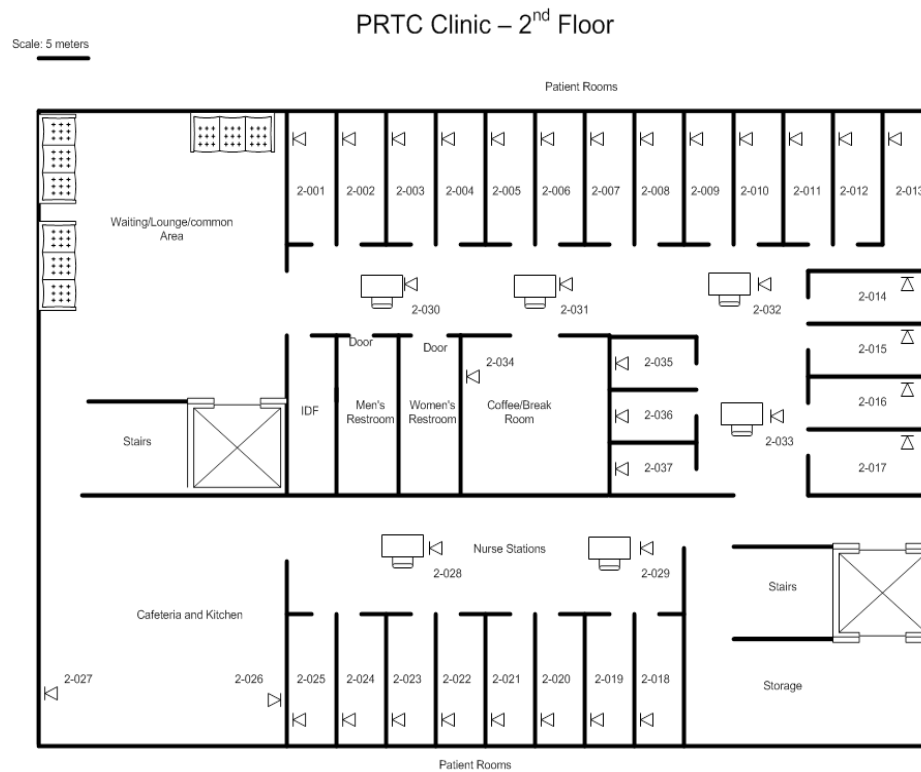 PRTC Clinic – 2nd Floor
Scale: 5 meters
Patient Rooms
2-001
2-002
2-003
2-004
2-005
2-006
2-007
2-008
2-009
2-010
2-011
2-012
2-013
Waiting/Lounge/common
Area
2-014
2-030
2-031
2-032
2-015
Door
Door
2-034
2-035
2-016
IDF
Men's
Restroom
Women's
Restroom
Coffee/Break
Room
2-036
2-033
Stairs
2-037
2-017
Nurse Stations
2-028
2-029
Stairs
Cafeteria and Kitchen
2-027
2-026
2-025
2-024
2-023
2-022
2-021
2-020
2-019
2-018
Storage
Patient Rooms